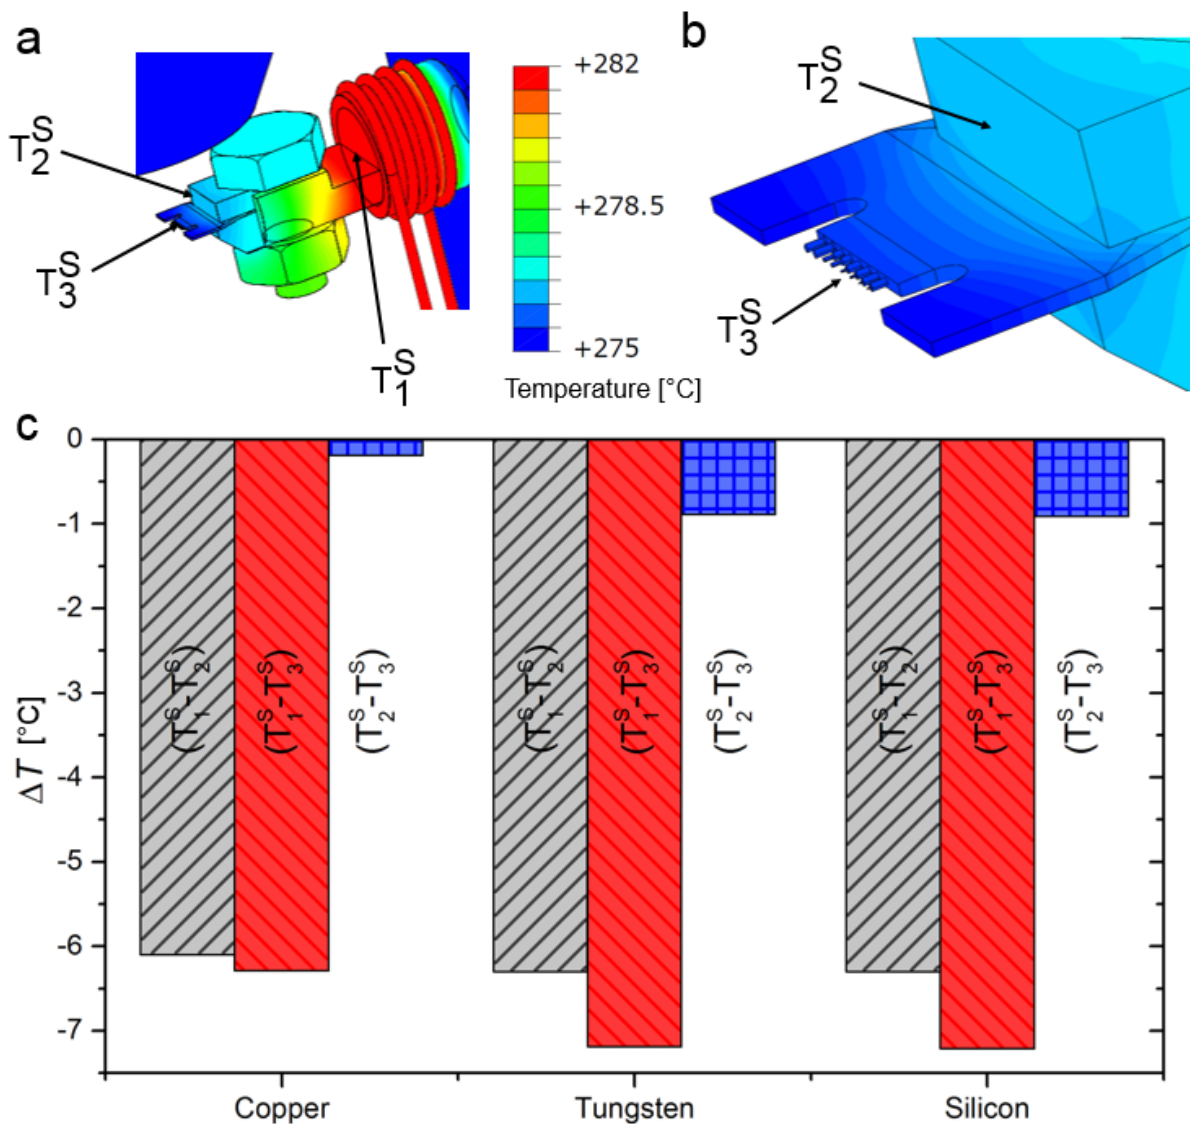 a
T₂ˢ
T₃ˢ
T₁ˢ
+282
+278.5
+275
Temperature [°C]
b
T₂ˢ
T₃ˢ
c
ΔT [°C]
0
-1
-2
-3
-4
-5
-6
-7
(T₁ˢ-T₂ˢ)
(T₁ˢ-T₃ˢ)
(T₂ˢ-T₃ˢ)
(T₁ˢ-T₂ˢ)
(T₁ˢ-T₃ˢ)
(T₂ˢ-T₃ˢ)
(T₁ˢ-T₂ˢ)
(T₁ˢ-T₃ˢ)
(T₂ˢ-T₃ˢ)
Copper
Tungsten
Silicon